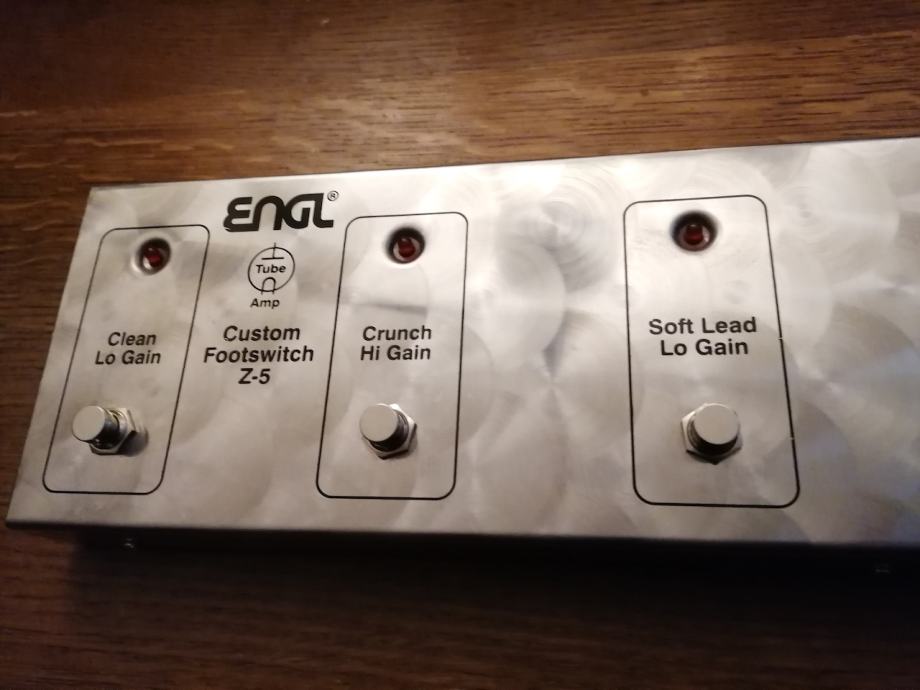 ENGL®
Tube
Amp
Custom
Footswitch
Z-5
Clean
Lo Gain
Crunch
Hi Gain
Soft Lead
Lo Gain